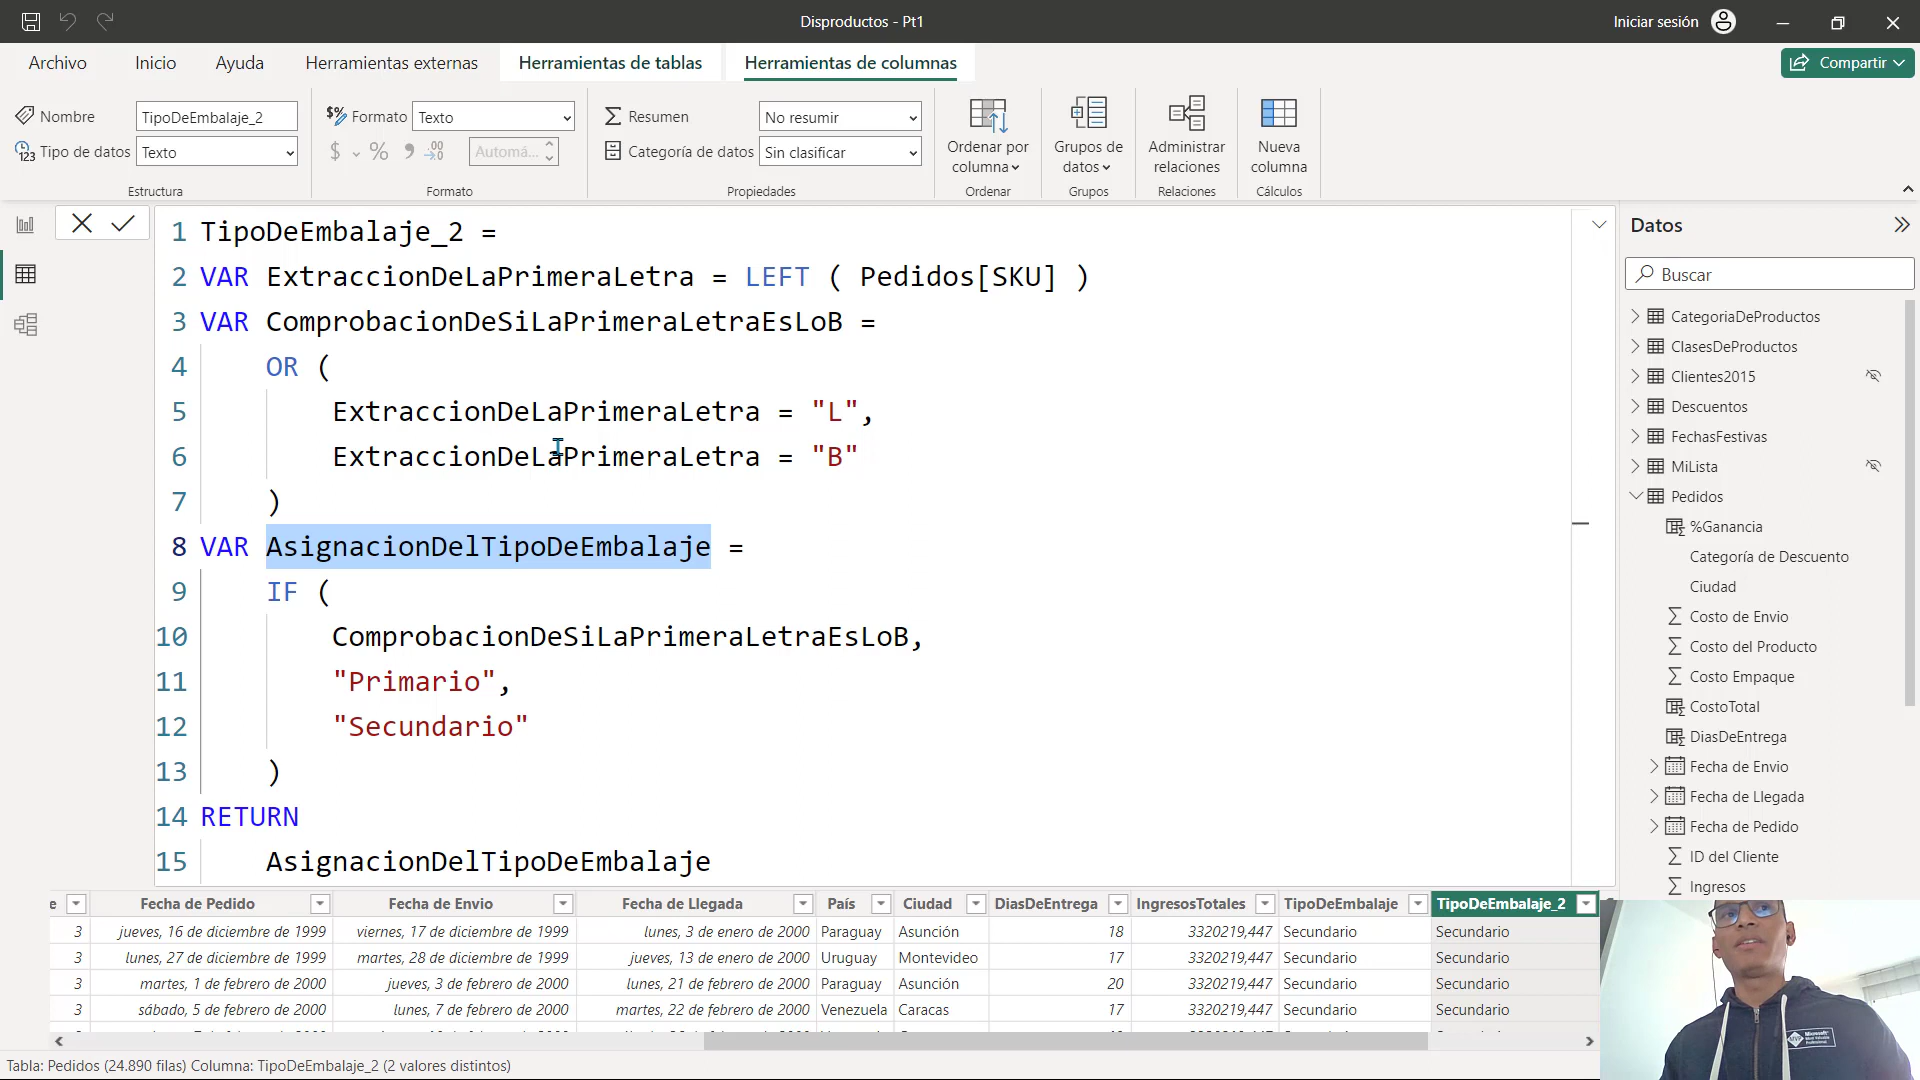 Disproductos - Pt1
Iniciar sesión
Archivo
Inicio
Ayuda
Herramientas externas
Herramientas de tablas
Herramientas de columnas
Compartir
Nombre
TipoDeEmbalaje_2
Tipo de datos
Texto
Estructura
$% Formato
Texto
$ % 9 .00
Automá...
Formato
Resumen
No resumir
Categoría de datos
Sin clasificar
Propiedades
Ordenar por
columna
Ordenar
Grupos de
datos
Grupos
Administrar
relaciones
Relaciones
Nueva
columna
Cálculos
1 TipoDeEmbalaje_2 =
2 VAR ExtraccionDeLaPrimeraLetra = LEFT ( Pedidos[SKU] )
3 VAR ComprobacionDeSiLaPrimeraLetraEsLoB =
4 OR (
5 ExtraccionDeLaPrimeraLetra = "L",
6 ExtraccionDeLaPrimeraLetra = "B"
7 )
8 VAR AsignacionDelTipoDeEmbalaje =
9 IF (
10 ComprobacionDeSiLaPrimeraLetraEsLoB,
11 "Primario",
12 "Secundario"
13 )
14 RETURN
15 AsignacionDelTipoDeEmbalaje
Datos
Buscar
CategoriaDeProductos
ClasesDeProductos
Clientes2015
Descuentos
FechasFestivas
MiLista
Pedidos
%Ganancia
Categoría de Descuento
Ciudad
Costo de Envio
Costo del Producto
Costo Empaque
CostoTotal
DiasDeEntrega
Fecha de Envio
Fecha de Llegada
Fecha de Pedido
ID del Cliente
Ingresos
e Fecha de Pedido Fecha de Envio Fecha de Llegada País Ciudad DiasDeEntrega IngresosTotales TipoDeEmbalaje TipoDeEmbalaje_2
3 jueves, 16 de diciembre de 1999 viernes, 17 de diciembre de 1999 lunes, 3 de enero de 2000 Paraguay Asunción 18 3320219,447 Secundario Secundario
3 lunes, 27 de diciembre de 1999 martes, 28 de diciembre de 1999 jueves, 13 de enero de 2000 Uruguay Montevideo 17 3320219,447 Secundario Secundario
3 martes, 1 de febrero de 2000 jueves, 3 de febrero de 2000 lunes, 21 de febrero de 2000 Paraguay Asunción 20 3320219,447 Secundario Secundario
3 sábado, 5 de febrero de 2000 lunes, 7 de febrero de 2000 martes, 22 de febrero de 2000 Venezuela Caracas 17 3320219,447 Secundario Secundario
Tabla: Pedidos (24.890 filas) Columna: TipoDeEmbalaje_2 (2 valores distintos)